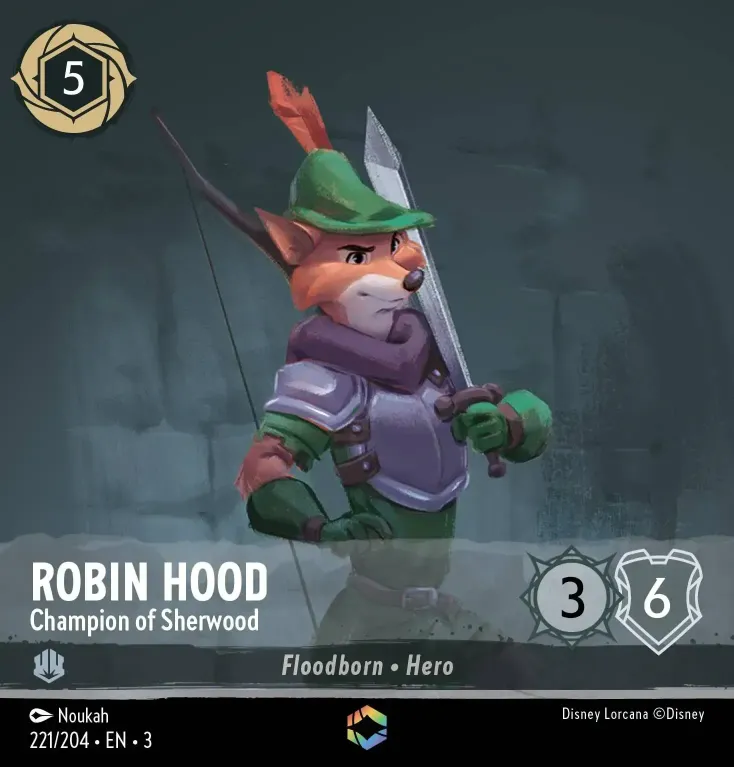 5
ROBIN HOOD
Champion of Sherwood
3 6
Floodborn • Hero
Noukah
221/204 • EN • 3
Disney Lorcana ©Disney